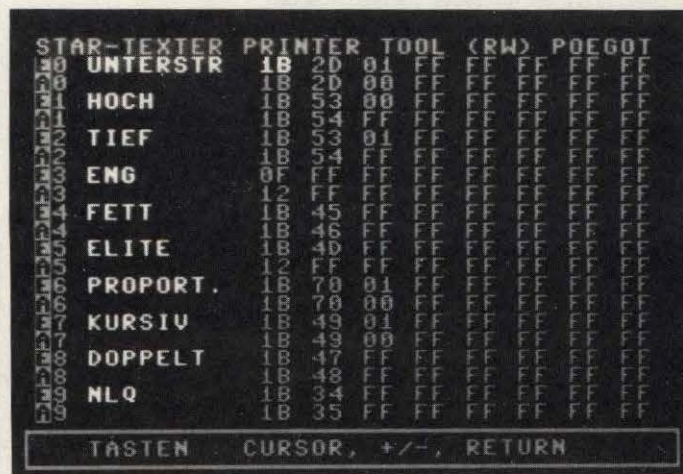 STAR-TEXTER PRINTER TOOL (RW) POEGOT
E0 UNTERSTR 1B 2D 01 FF FF FF FF FF
A0 1B 2D 00 FF FF FF FF FF
E1 HOCH 1B 53 00 FF FF FF FF FF
A1 1B 54 FF FF FF FF FF FF
E2 TIEF 1B 53 01 FF FF FF FF FF
A2 1B 54 FF FF FF FF FF FF
E3 ENG 0F FF FF FF FF FF FF FF
A3 12 FF FF FF FF FF FF FF
E4 FETT 1B 45 FF FF FF FF FF FF
A4 1B 46 FF FF FF FF FF FF
E5 ELITE 1B 4D FF FF FF FF FF FF
A5 12 FF FF FF FF FF FF FF
E6 PROPORT. 1B 70 01 FF FF FF FF FF
A6 1B 70 00 FF FF FF FF FF
E7 KURSIV 1B 49 01 FF FF FF FF FF
A7 1B 49 00 FF FF FF FF FF
E8 DOPPELT 1B 47 FF FF FF FF FF FF
A8 1B 48 FF FF FF FF FF FF
E9 NLQ 1B 34 FF FF FF FF FF FF
A9 1B 35 FF FF FF FF FF FF
TASTEN : CURSOR, +/-, RETURN